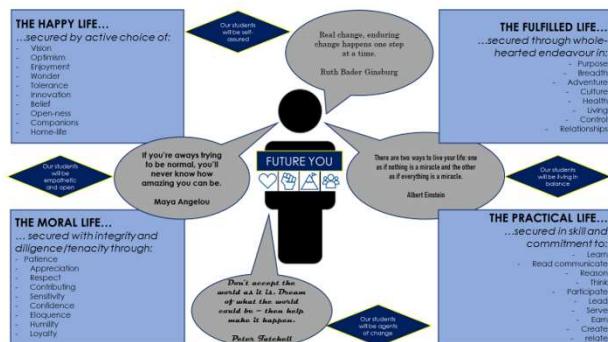 THE HAPPY LIFE…
…secured by active choice of:
- Vision
- Optimism
- Enjoyment
- Wonder
- Tolerance
- Innovation
- Belief
- Open-ness
- Companions
- Home-life
Our students
will be self-
assured
Real change, enduring
change happens one step
at a time.
Ruth Bader Ginsburg
THE FULFILLED LIFE…
…secured through whole-
hearted endeavour in:
- Purpose
- Breadth
- Adventure
- Culture
- Health
- Living
- Control
- Relationships
Our students
will be
empathetic
and open
If you're aways trying
to be normal, you'll
never know how
amazing you can be.
Maya Angelou
FUTURE YOU
There are two ways to live your life: one
as if nothing is a miracle and the other
as if everything is a miracle.
Albert Einstein
Our students
will be living in
balance
THE MORAL LIFE…
… secured with integrity and
diligence/tenacity through:
- Patience
- Appreciation
- Respect
- Contributing
- Sensitivity
- Confidence
- Eloquence
- Humility
- Loyalty
Don't accept the
world as it is. Dream
of what the world
could be – then help
make it happen.
Peter Tatchell
Our students
will be agents
of change
THE PRACTICAL LIFE…
…secured in skill and
commitment to:
- Learn
- Read communicate
- Reason
- Think
- Participate
- Lead
- Serve
- Earn
- Create
- relate